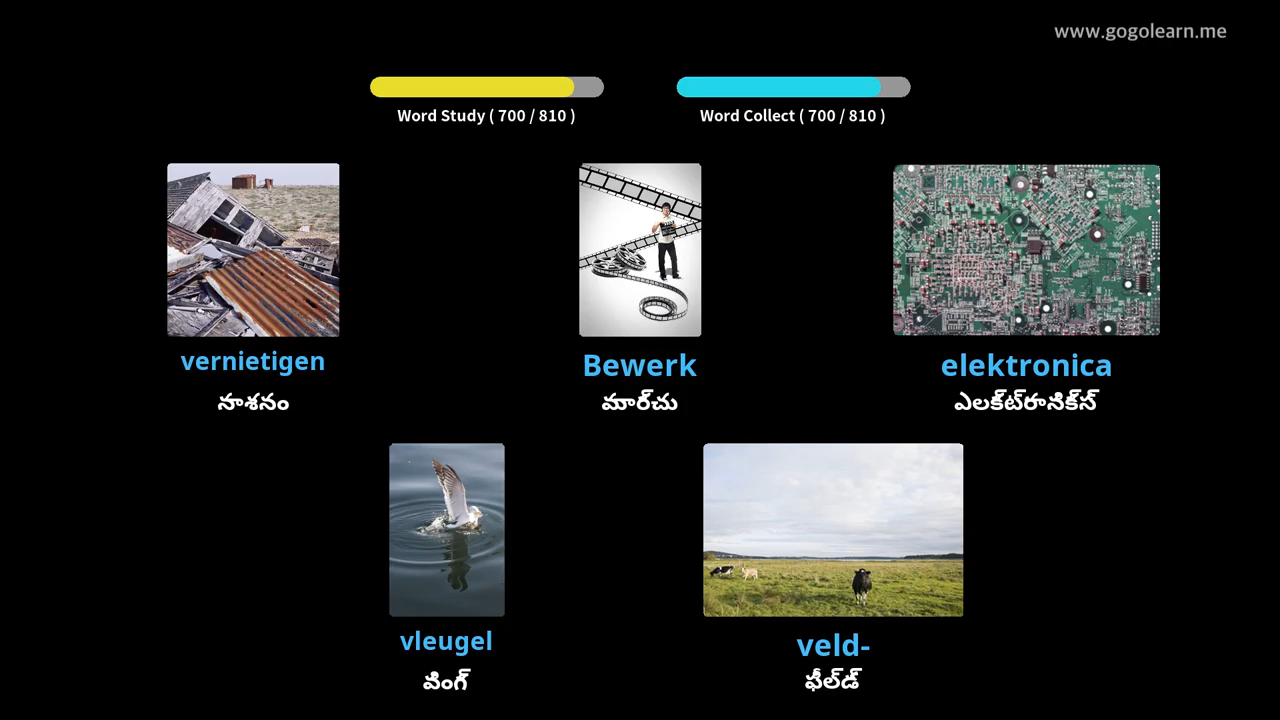 www.gogolearn.me
Word Study ( 700 / 810 )
Word Collect ( 700 / 810 )
vernietigen
నాశనం
Bewerk
మార్‌చు
elektronica
ఎలక్‌ట్‌రానిక్‌స్
vleugel
వింగ్
veld-
ఫీల్‌డ్